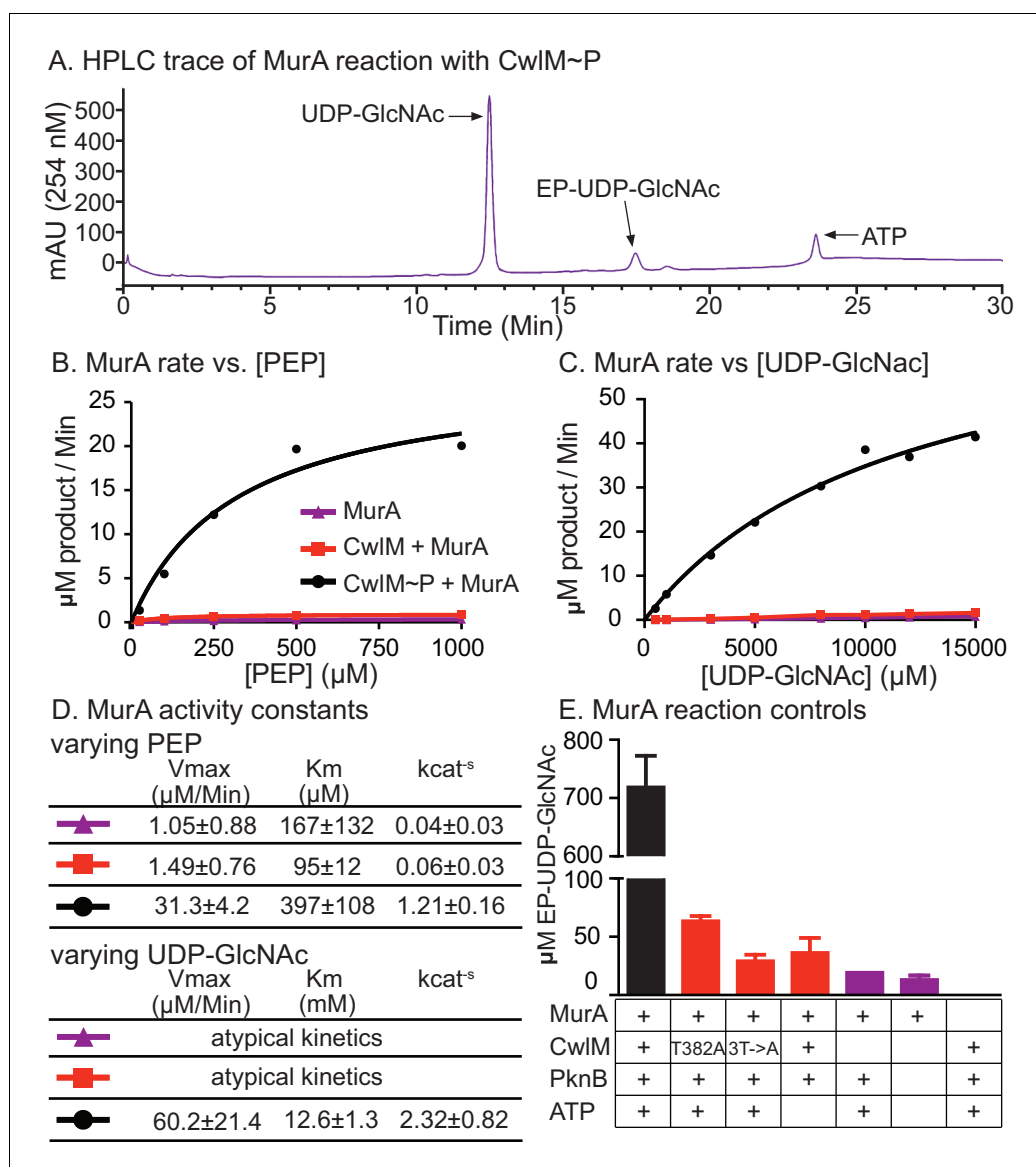 A. HPLC trace of MurA reaction with CwlM~P
mAU (254 nM)
500
400
300
200
100
0
UDP-GlcNAc
EP-UDP-GlcNAc
ATP
0 5 10 15 20 25 30
Time (Min)
B. MurA rate vs. [PEP]
µM product / Min
25
20
15
10
5
0
MurA
CwlM + MurA
CwlM~P + MurA
0 250 500 750 1000
[PEP] (µM)
C. MurA rate vs [UDP-GlcNac]
µM product / Min
50
40
30
20
10
0
0 5000 10000 15000
[UDP-GlcNAc] (µM)
D. MurA activity constants
varying PEP
Vmax Km kcat⁻ˢ
(µM/Min) (µM)
1.05±0.88 167±132 0.04±0.03
1.49±0.76 95±12 0.06±0.03
31.3±4.2 397±108 1.21±0.16
varying UDP-GlcNAc
Vmax Km kcat⁻ˢ
(µM/Min) (mM)
atypical kinetics
atypical kinetics
60.2±21.4 12.6±1.3 2.32±0.82
E. MurA reaction controls
µM EP-UDP-GlcNAc
800
700
600
100
50
0
MurA + + + + + +
CwlM + T382A 3T->A + +
PknB + + + + + +
ATP + + + + +